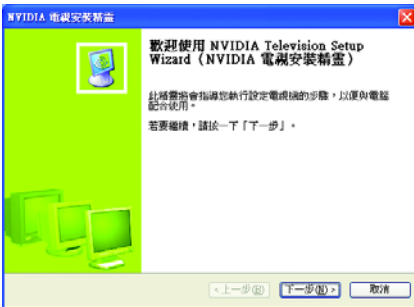 NVIDIA 電視安裝精靈
歡迎使用 NVIDIA Television Setup
Wizard（NVIDIA 電視安裝精靈）
此精靈將會指導您執行設定電視機的步驟，以便與電腦
配合使用。
若要繼續，請按一下「下一步」。
<上一步(B)
下一步(N)>
取消